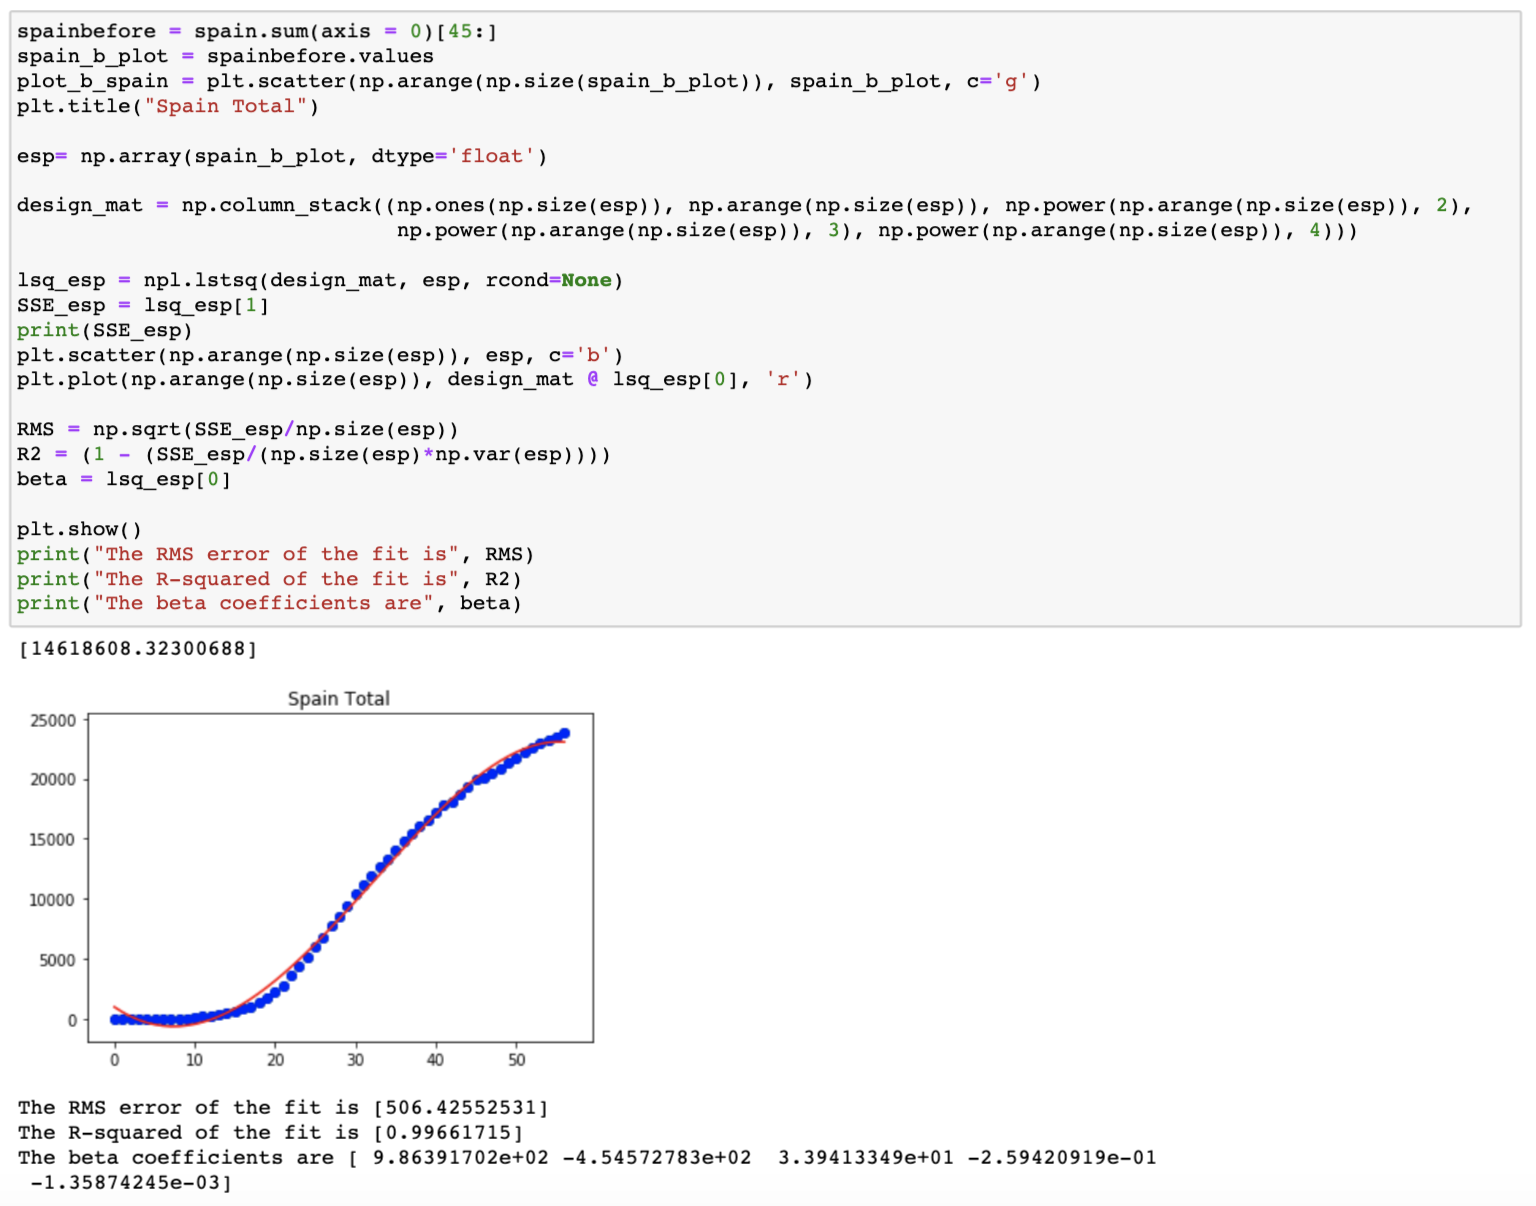 spainbefore = spain.sum(axis = 0)[45:]
spain_b_plot = spainbefore.values
plot_b_spain = plt.scatter(np.arange(np.size(spain_b_plot)), spain_b_plot, c='g')
plt.title("Spain Total")
esp= np.array(spain_b_plot, dtype='float')
design_mat = np.column_stack((np.ones(np.size(esp)), np.arange(np.size(esp)), np.power(np.arange(np.size(esp)), 2),
np.power(np.arange(np.size(esp)), 3), np.power(np.arange(np.size(esp)), 4)))
lsq_esp = npl.lstsq(design_mat, esp, rcond=None)
SSE_esp = lsq_esp[1]
print(SSE_esp)
plt.scatter(np.arange(np.size(esp)), esp, c='b')
plt.plot(np.arange(np.size(esp)), design_mat @ lsq_esp[0], 'r')
RMS = np.sqrt(SSE_esp/np.size(esp))
R2 = (1 - (SSE_esp/(np.size(esp)*np.var(esp))))
beta = lsq_esp[0]
plt.show()
print("The RMS error of the fit is", RMS)
print("The R-squared of the fit is", R2)
print("The beta coefficients are", beta)
[14618608.32300688]
Spain Total
25000
20000
15000
10000
5000
0
0 10 20 30 40 50
The RMS error of the fit is [506.42552531]
The R-squared of the fit is [0.99661715]
The beta coefficients are [ 9.86391702e+02 -4.54572783e+02  3.39413349e+01 -2.59420919e-01
-1.35874245e-03]